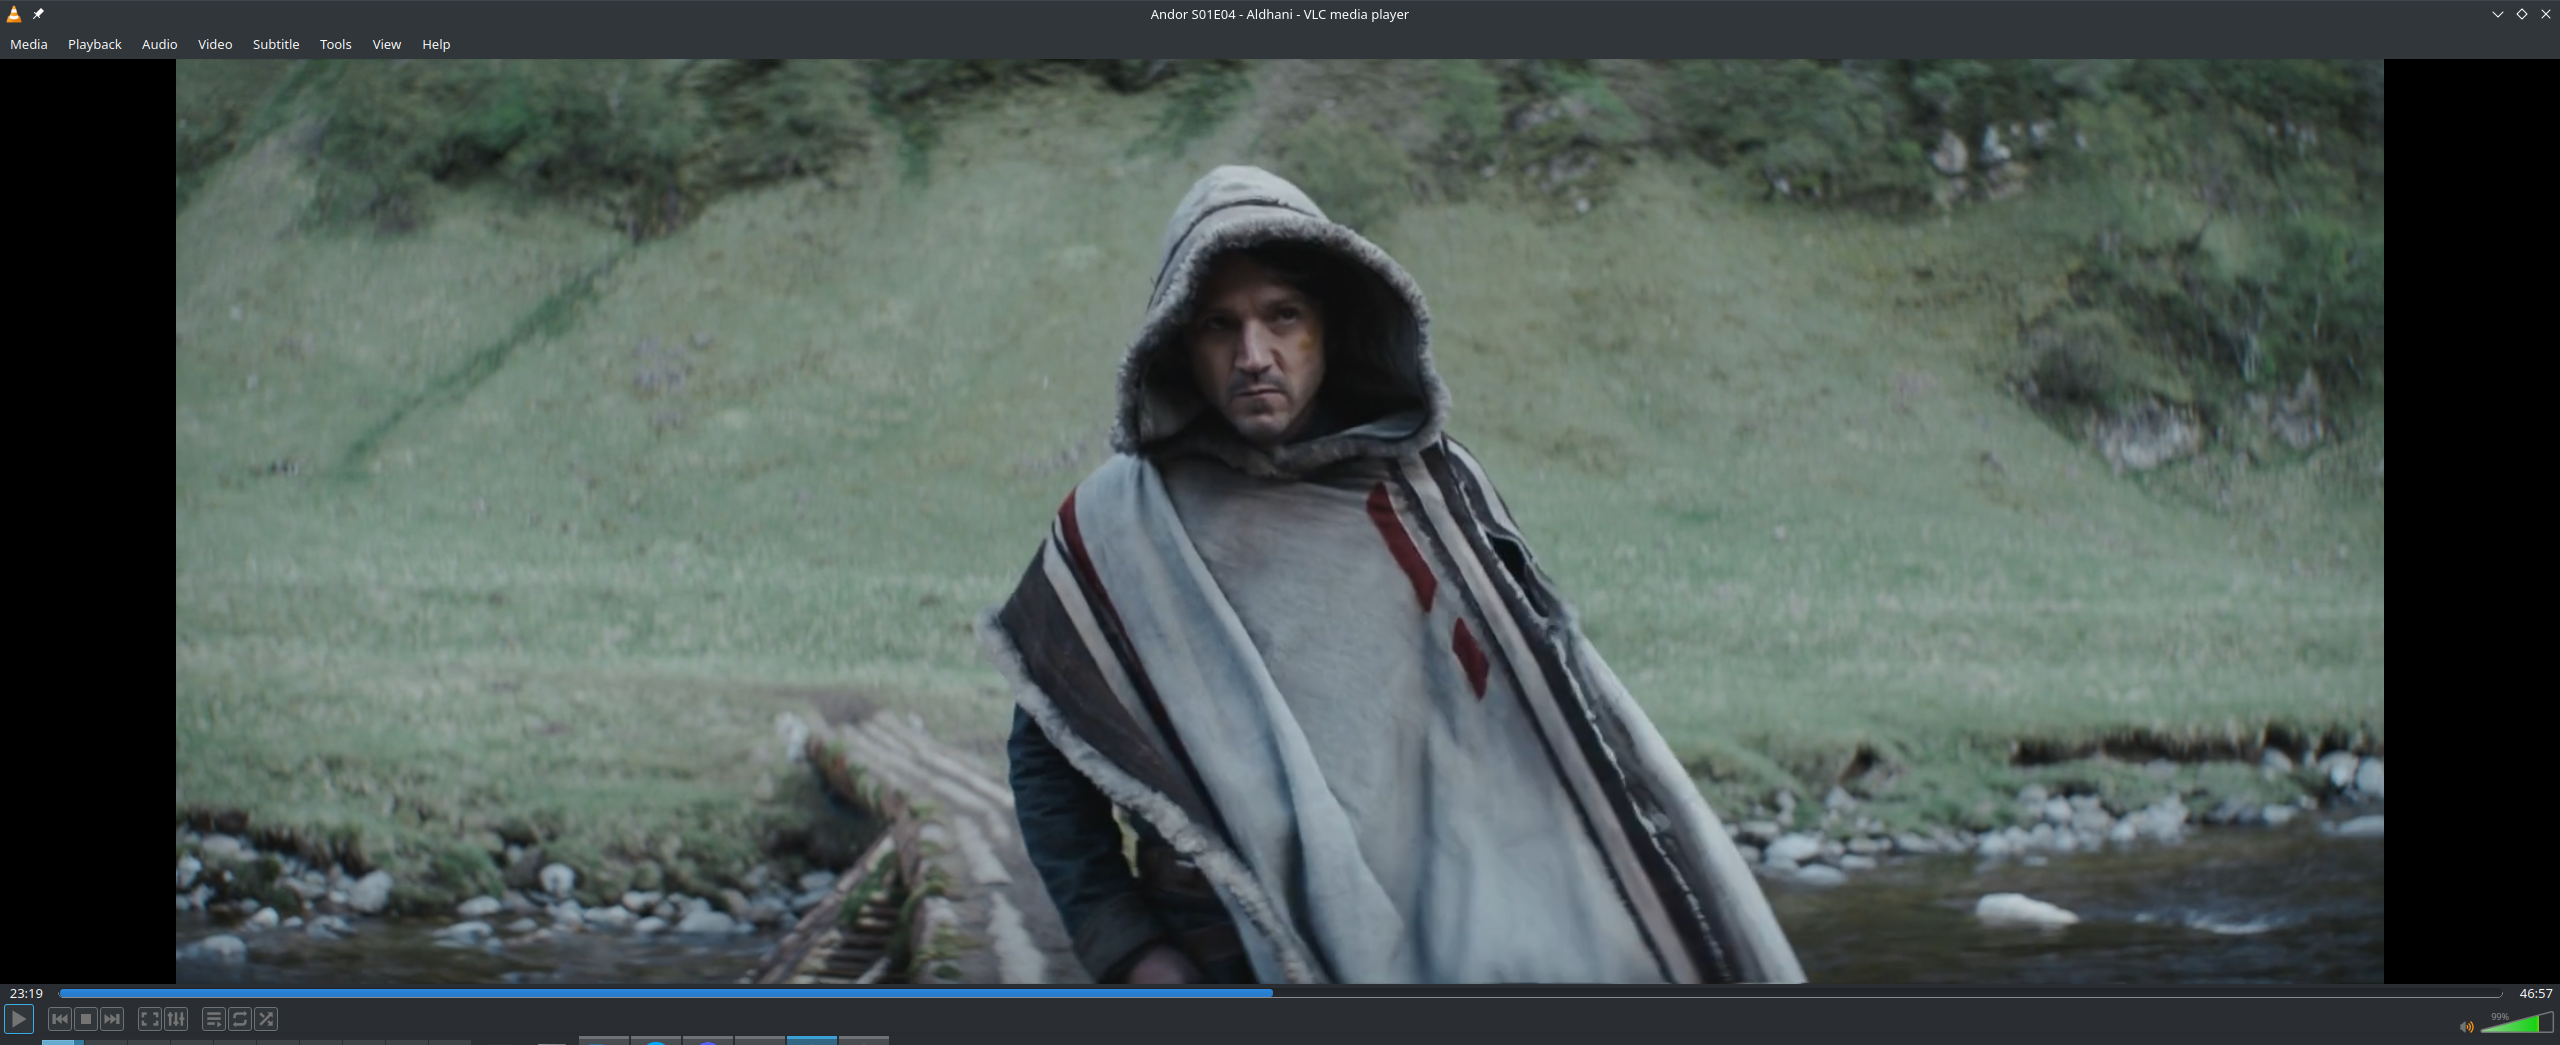 Andor S01E04 - Aldhani - VLC media player
Media Playback Audio Video Subtitle Tools View Help
23:19 46:57
99%